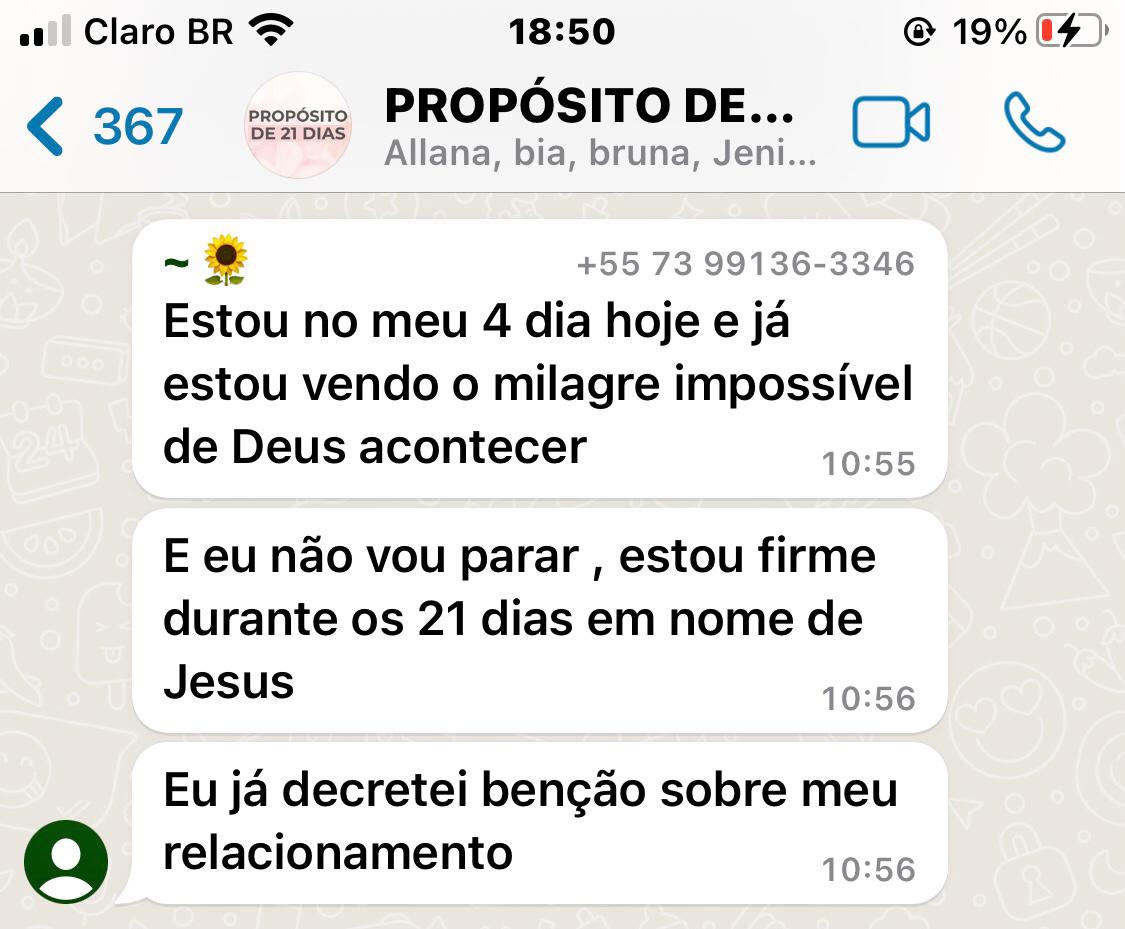 Claro BR 18:50 19%
367
PROPÓSITO
DE 21 DIAS
PROPÓSITO DE...
Allana, bia, bruna, Jeni...
~🌻 +55 73 99136-3346
Estou no meu 4 dia hoje e já
estou vendo o milagre impossível
de Deus acontecer
10:55
E eu não vou parar , estou firme
durante os 21 dias em nome de
Jesus
10:56
Eu já decretei benção sobre meu
relacionamento
10:56